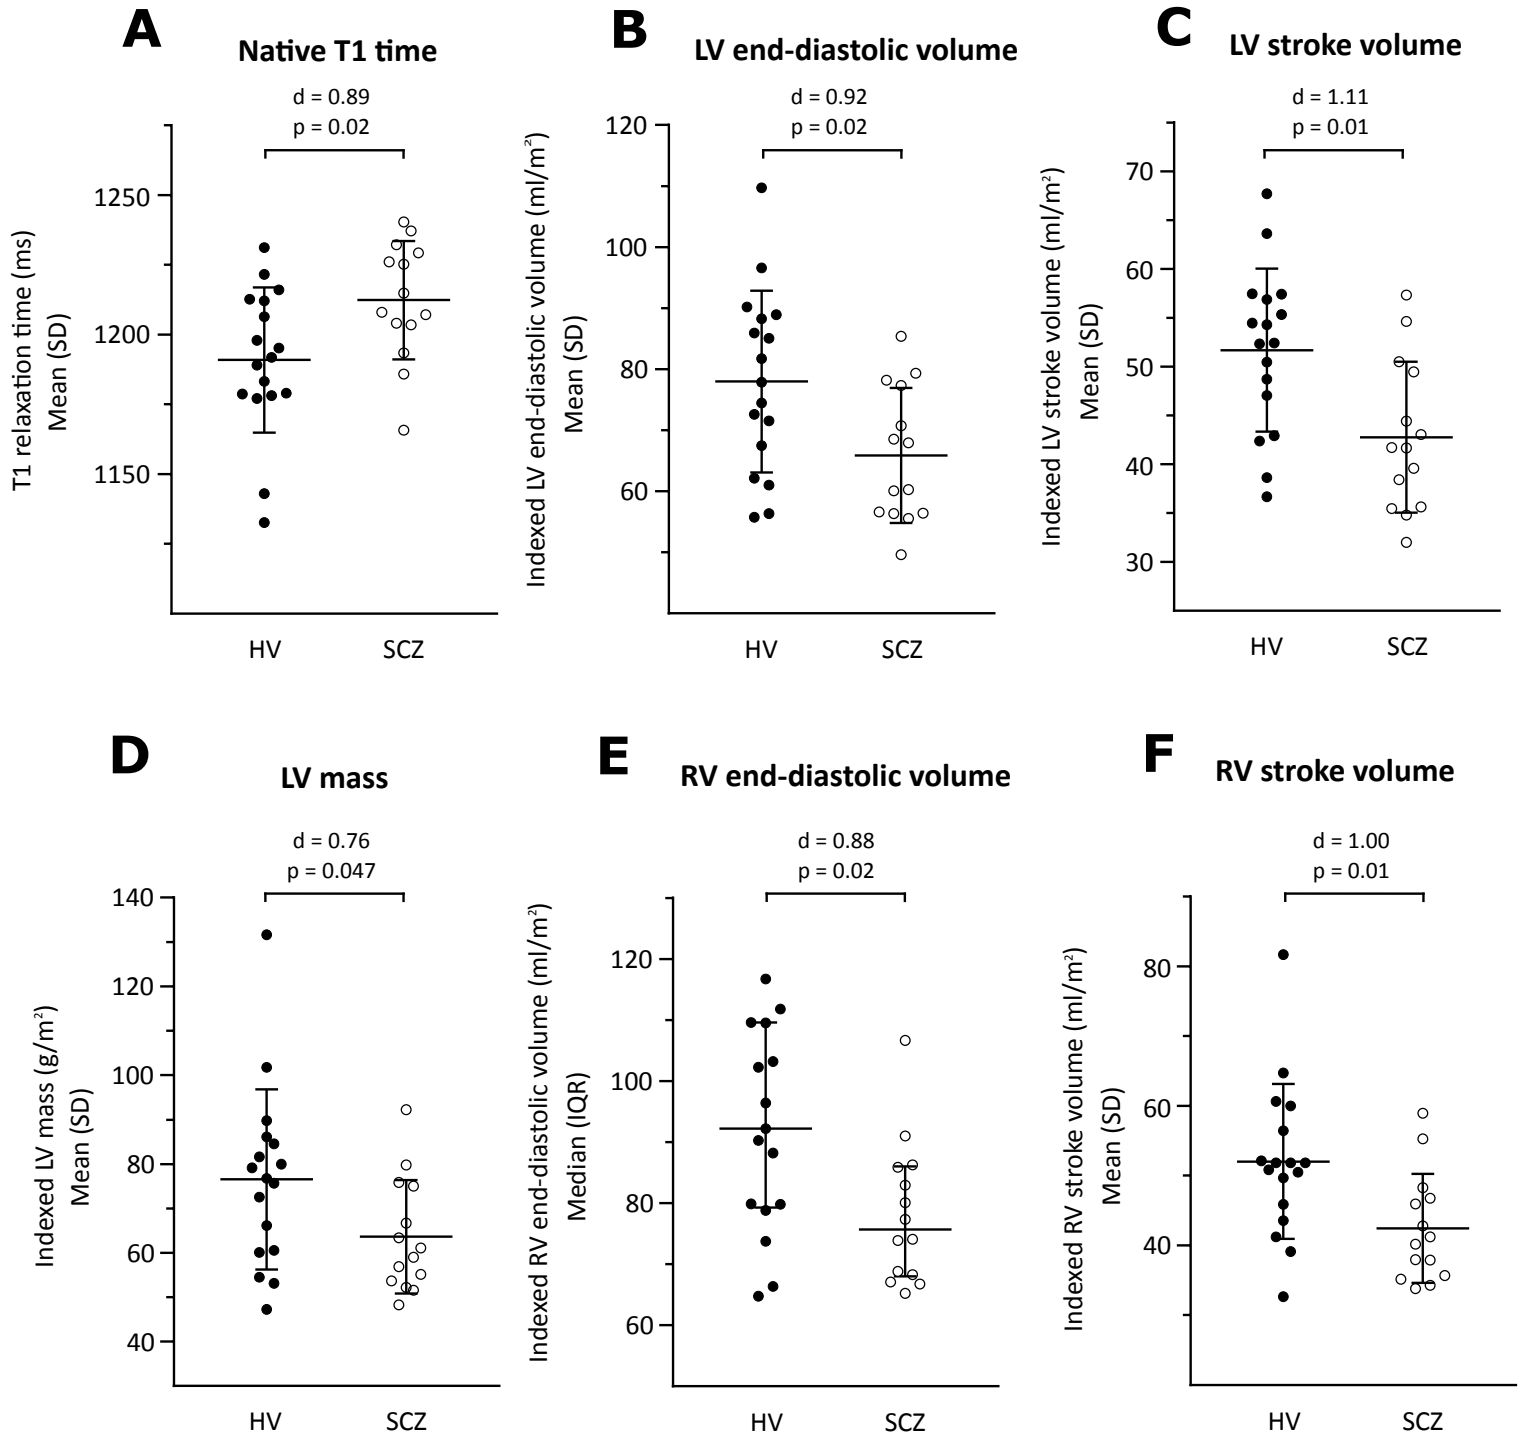 A
Native T1 time
d = 0.89
p = 0.02
T1 relaxation time (ms)
Mean (SD)
1250
1200
1150
HV
SCZ
B
LV end-diastolic volume
d = 0.92
p = 0.02
Indexed LV end-diastolic volume (ml/m²)
Mean (SD)
120
100
80
60
HV
SCZ
C
LV stroke volume
d = 1.11
p = 0.01
Indexed LV stroke volume (ml/m²)
Mean (SD)
70
60
50
40
30
HV
SCZ
D
LV mass
d = 0.76
p = 0.047
Indexed LV mass (g/m²)
Mean (SD)
140
120
100
80
60
40
HV
SCZ
E
RV end-diastolic volume
d = 0.88
p = 0.02
Indexed RV end-diastolic volume (ml/m²)
Median (IQR)
120
100
80
60
HV
SCZ
F
RV stroke volume
d = 1.00
p = 0.01
Indexed RV stroke volume (ml/m²)
Mean (SD)
80
60
40
HV
SCZ